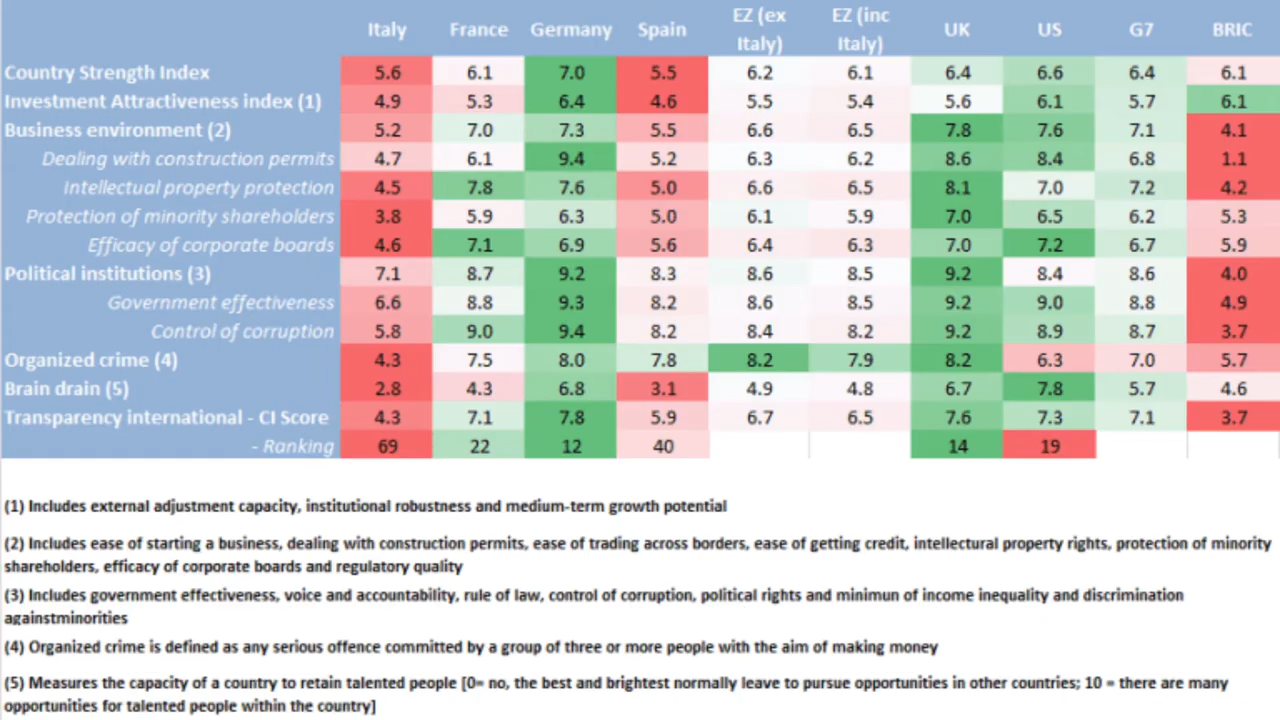 Italy France Germany Spain EZ (ex Italy) EZ (inc Italy) UK US G7 BRIC
Country Strength Index 5.6 6.1 7.0 5.5 6.2 6.1 6.4 6.6 6.4 6.1
Investment Attractiveness index (1) 4.9 5.3 6.4 4.6 5.5 5.4 5.6 6.1 5.7 6.1
Business environment (2) 5.2 7.0 7.3 5.5 6.6 6.5 7.8 7.6 7.1 4.1
Dealing with construction permits 4.7 6.1 9.4 5.2 6.3 6.2 8.6 8.4 6.8 1.1
Intellectual property protection 4.5 7.8 7.6 5.0 6.6 6.5 8.1 7.0 7.2 4.2
Protection of minority shareholders 3.8 5.9 6.3 5.0 6.1 5.9 7.0 6.5 6.2 5.3
Efficacy of corporate boards 4.6 7.1 6.9 5.6 6.4 6.3 7.0 7.2 6.7 5.9
Political institutions (3) 7.1 8.7 9.2 8.3 8.6 8.5 9.2 8.4 8.6 4.0
Government effectiveness 6.6 8.8 9.3 8.2 8.6 8.5 9.2 9.0 8.8 4.9
Control of corruption 5.8 9.0 9.4 8.2 8.4 8.2 9.2 8.9 8.7 3.7
Organized crime (4) 4.3 7.5 8.0 7.8 8.2 7.9 8.2 6.3 7.0 5.7
Brain drain (5) 2.8 4.3 6.8 3.1 4.9 4.8 6.7 7.8 5.7 4.6
Transparency international - CI Score 4.3 7.1 7.8 5.9 6.7 6.5 7.6 7.3 7.1 3.7
- Ranking 69 22 12 40 14 19
(1) Includes external adjustment capacity, institutional robustness and medium-term growth potential
(2) Includes ease of starting a business, dealing with construction permits, ease of trading across borders, ease of getting credit, intellectural property rights, protection of minority
shareholders, efficacy of corporate boards and regulatory quality
(3) Includes government effectiveness, voice and accountability, rule of law, control of corruption, political rights and minimun of income inequality and discrimination
againstminorities
(4) Organized crime is defined as any serious offence committed by a group of three or more people with the aim of making money
(5) Measures the capacity of a country to retain talented people [0= no, the best and brightest normally leave to pursue opportunities in other countries; 10 = there are many
opportunities for talented people within the country]